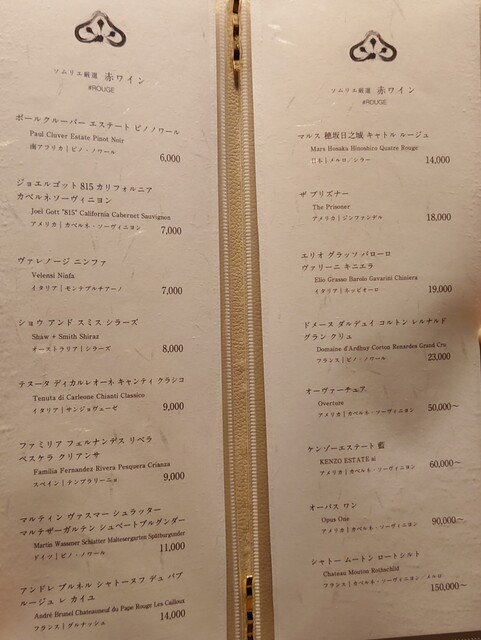 ソムリエ厳選 赤ワイン
#ROUGE
ポールクルーバー エステート ピノノワール
Paul Cluver Estate Pinot Noir
南アフリカ | ピノ・ノワール
6,000
ジョエルゴット 815 カリフォルニア
カベルネソーヴィニヨン
Joel Gott "815" California Cabernet Sauvignon
アメリカ | カベルネ・ソーヴィニヨン
7,000
ヴァレノージ ニンファ
Velensi Ninfa
イタリア | モンテプルチアーノ
7,000
ショウ アンド スミス シラーズ
Shaw + Smith Shiraz
オーストラリア | シラーズ
8,000
テヌータ ディカルレオーネ キャンティ クラシコ
Tenuta di Carleone Chianti Classico
イタリア | サンジョヴェーゼ
9,000
ファミリア フェルナンデス リベラ
ペスケラ クリアンサ
Familia Fernandez Rivera Pesquera Crianza
スペイン | テンプラリーニョ
9,000
マルティン ヴァスマー シュラッター
マルテザーガルテン シュペートブルグンダー
Martin Wassmer Schlatter Maltesergarten Spätburgunder
ドイツ | ピノ・ノワール
11,000
アンドレ ブルネル シャトーヌフ デュ パプ
ルージュ レ カイユ
André Brunel Chateauneuf du Pape Rouge Les Cailloux
フランス | グルナッシュ
14,000
ソムリエ厳選 赤ワイン
#ROUGE
マルス 穂坂日之城 キャトル ルージュ
Mars Hosaka Hinoshiro Quatre Rouge
日本 | メルロ／シラー
14,000
ザ プリズナー
The Prisoner
アメリカ | ジンファンデル
18,000
エリオ グラッソ バローロ
ヴァリーニ キニエラ
Elio Grasso Barolo Gavarini Chiniera
イタリア | ネッビオーロ
19,000
ドメーヌ ダルデュイ コルトン レルナルド
グラン クリュ
Domaine d'Ardhuy Corton Renardes Grand Cru
フランス | ピノ・ノワール
23,000
オーヴァーチュア
Overture
アメリカ | カベルネ・ソーヴィニヨン
50,000～
ケンゾーエステート 藍
KENZO ESTATE ai
アメリカ | カベルネ・ソーヴィニヨン
60,000～
オーパス ワン
Opus One
アメリカ | カベルネ・ソーヴィニヨン
90,000～
シャトー ムートン ロートシルト
Chateau Mouton Rothschild
フランス | カベルネ・ソーヴィニヨン／メルロ
150,000～